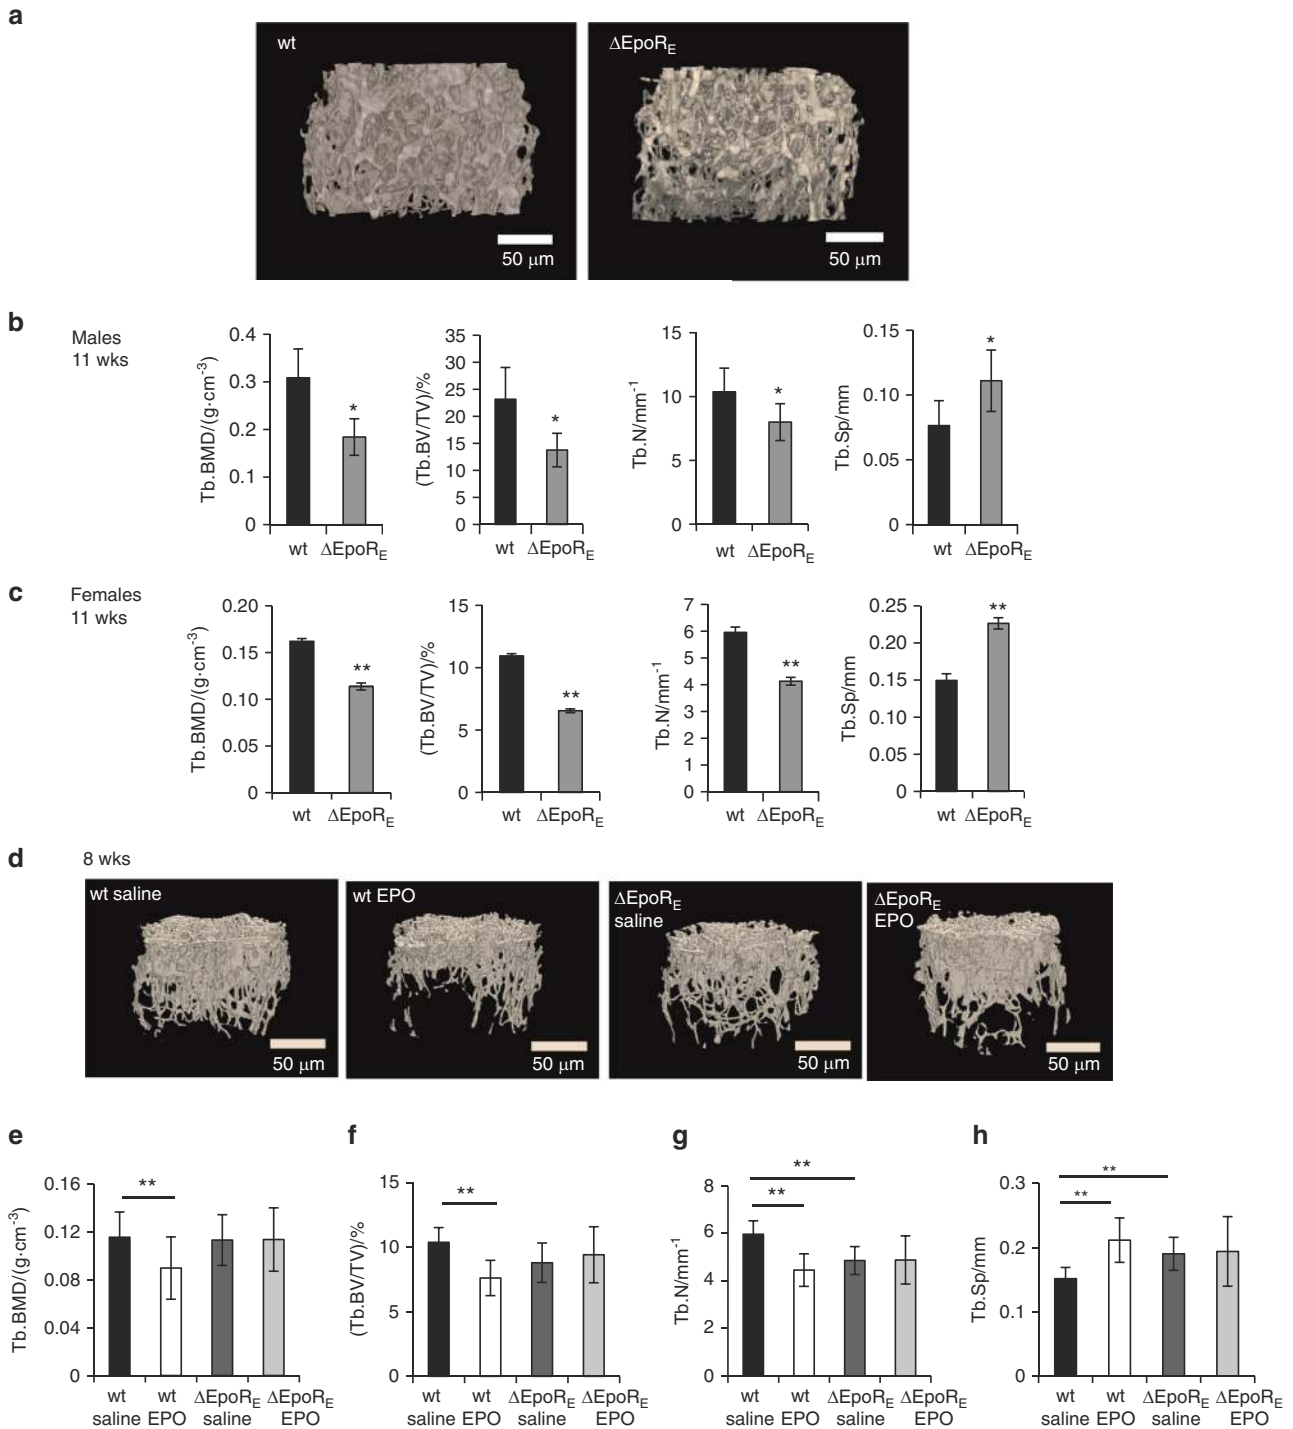 a
wt
ΔEpoR_E
50 μm
50 μm
b
Males
11 wks
Tb.BMD/(g·cm⁻³)
0.4
0.3
0.2
0.1
0
*
wt ΔEpoR_E
(Tb.BV/TV)/%
35
30
25
20
15
10
5
0
*
wt ΔEpoR_E
Tb.N/mm⁻¹
15
10
5
0
*
wt ΔEpoR_E
Tb.Sp/mm
0.15
0.10
0.05
0
*
wt ΔEpoR_E
c
Females
11 wks
Tb.BMD/(g·cm⁻³)
0.20
0.15
0.10
0.05
0
**
wt ΔEpoR_E
(Tb.BV/TV)/%
15
10
5
0
**
wt ΔEpoR_E
Tb.N/mm⁻¹
7
6
5
4
3
2
1
0
**
wt ΔEpoR_E
Tb.Sp/mm
0.25
0.20
0.15
0.10
0.05
0
**
wt ΔEpoR_E
d
8 wks
wt saline
50 μm
wt EPO
50 μm
ΔEpoR_E
saline
50 μm
ΔEpoR_E
EPO
50 μm
e
Tb.BMD/(g·cm⁻³)
0.16
0.12
0.08
0.04
0
**
wt wt ΔEpoR_E ΔEpoR_E
saline EPO saline EPO
f
(Tb.BV/TV)/%
15
10
5
0
**
wt wt ΔEpoR_E ΔEpoR_E
saline EPO saline EPO
g
Tb.N/mm⁻¹
8
6
4
2
0
**
**
wt wt ΔEpoR_E ΔEpoR_E
saline EPO saline EPO
h
Tb.Sp/mm
0.3
0.2
0.1
0
**
**
wt wt ΔEpoR_E ΔEpoR_E
saline EPO saline EPO